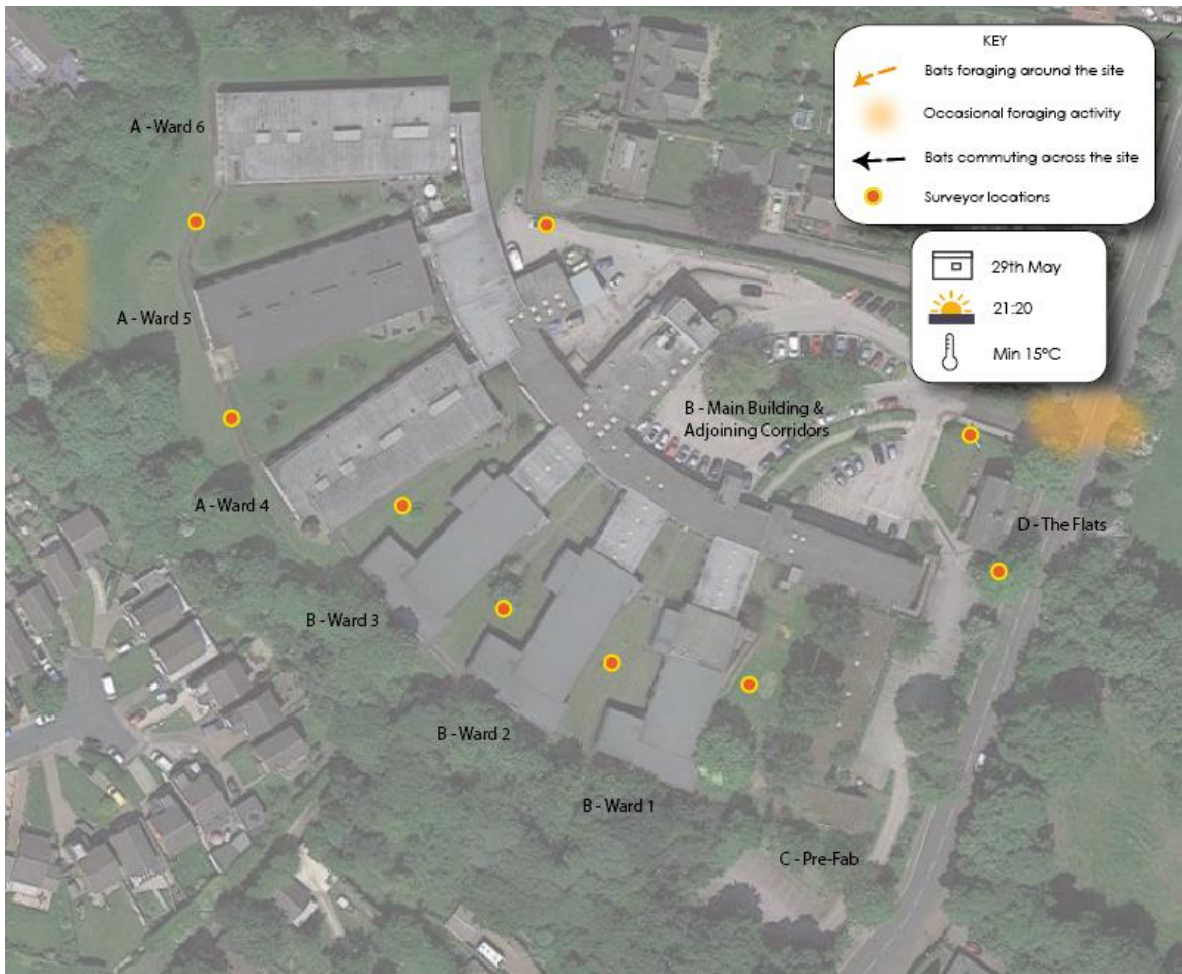 KEY
Bats foraging around the site
Occasional foraging activity
Bats commuting across the site
Surveyor locations
29th May
21:20
Min 15°C
A - Ward 6
A - Ward 5
A - Ward 4
B - Main Building &
Adjoining Corridors
D - The Flats
B - Ward 3
B - Ward 2
B - Ward 1
C - Pre-Fab